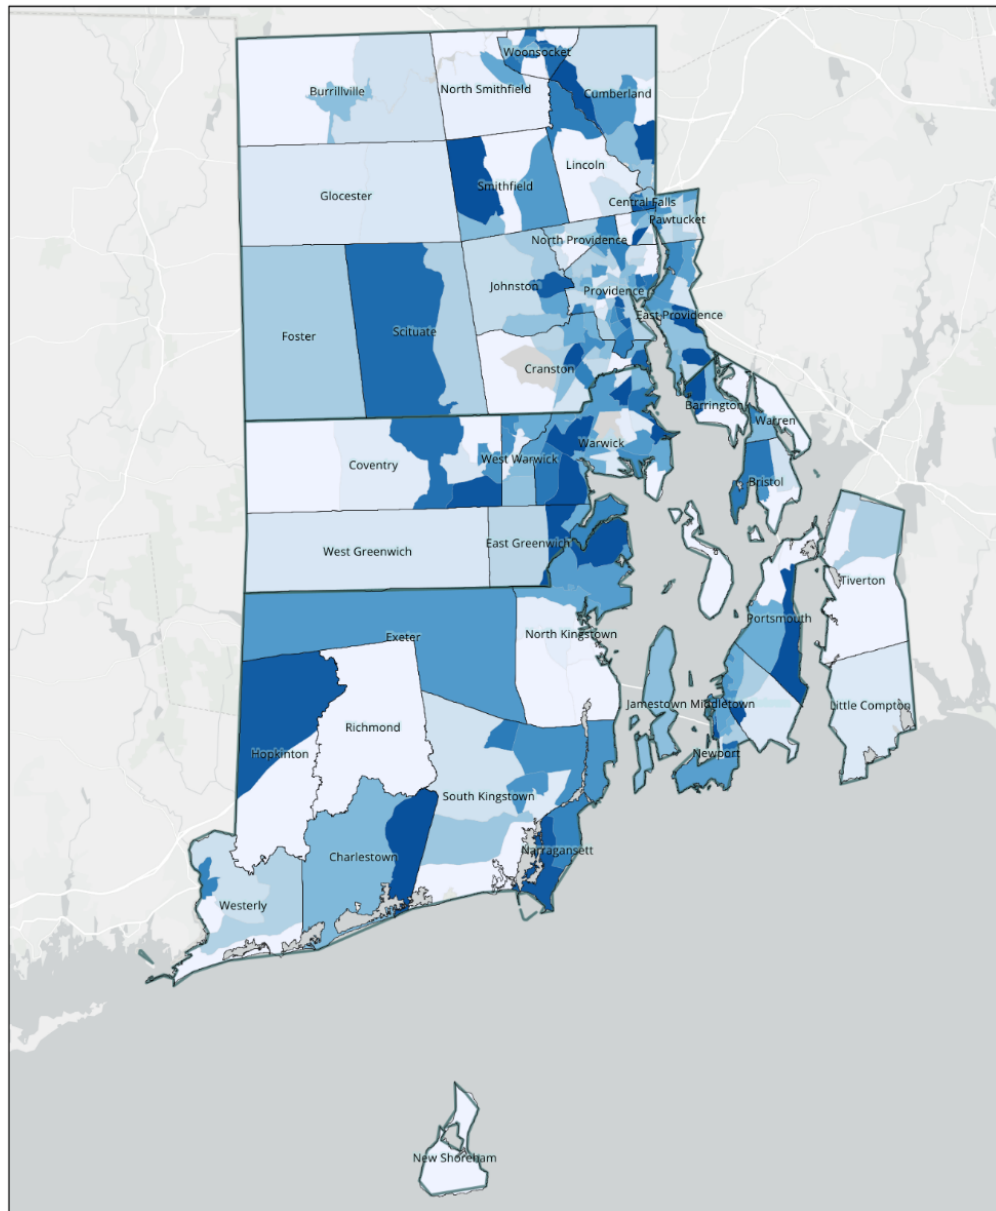 Woonsocket
Burrillville
North Smithfield
Cumberland
Lincoln
Smithfield
Glocester
Central Falls
Pawtucket
North Providence
Johnston
Providence
East Providence
Foster
Scituate
Cranston
Barrington
Warren
Warwick
West Warwick
Coventry
Bristol
East Greenwich
West Greenwich
Tiverton
Portsmouth
North Kingstown
Exeter
Jamestown
Middletown
Little Compton
Richmond
Hopkinton
Newport
South Kingstown
Narragansett
Charlestown
Westerly
New Shoreham